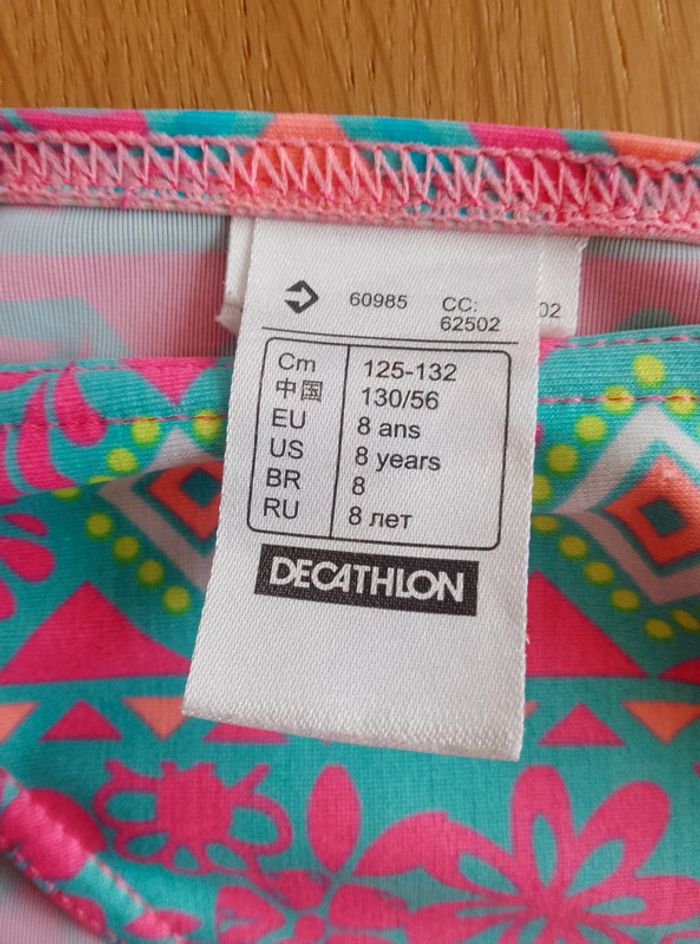 60985 CC: 62502
02
Cm 125-132
中国 130/56
EU 8 ans
US 8 years
BR 8
RU 8 лет
DECATHLON